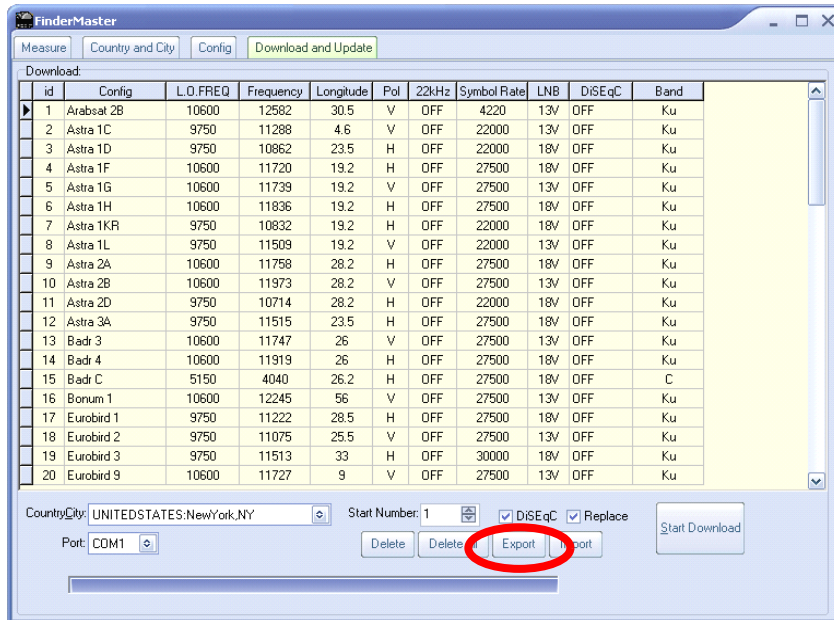 FinderMaster
Measure Country and City Config Download and Update
Download:
id Config L.O.FREQ Frequency Longitude Pol 22kHz Symbol Rate LNB DiSEqC Band
1 Arabsat 2B 10600 12582 30.5 V OFF 4220 13V OFF Ku
2 Astra 1C 9750 11288 4.6 V OFF 22000 13V OFF Ku
3 Astra 1D 9750 10862 23.5 H OFF 22000 18V OFF Ku
4 Astra 1F 10600 11720 19.2 H OFF 27500 18V OFF Ku
5 Astra 1G 10600 11739 19.2 V OFF 27500 13V OFF Ku
6 Astra 1H 10600 11836 19.2 H OFF 27500 18V OFF Ku
7 Astra 1KR 9750 10832 19.2 H OFF 22000 18V OFF Ku
8 Astra 1L 9750 11509 19.2 V OFF 22000 13V OFF Ku
9 Astra 2A 10600 11758 28.2 H OFF 27500 18V OFF Ku
10 Astra 2B 10600 11973 28.2 V OFF 27500 13V OFF Ku
11 Astra 2D 9750 10714 28.2 H OFF 22000 18V OFF Ku
12 Astra 3A 9750 11515 23.5 H OFF 27500 18V OFF Ku
13 Badr 3 10600 11747 26 V OFF 27500 13V OFF Ku
14 Badr 4 10600 11919 26 H OFF 27500 18V OFF Ku
15 Badr C 5150 4040 26.2 H OFF 27500 18V OFF C
16 Bonum 1 10600 12245 56 V OFF 27500 13V OFF Ku
17 Eurobird 1 9750 11222 28.5 H OFF 27500 18V OFF Ku
18 Eurobird 2 9750 11075 25.5 V OFF 27500 13V OFF Ku
19 Eurobird 3 9750 11513 33 H OFF 30000 18V OFF Ku
20 Eurobird 9 10600 11727 9 V OFF 27500 13V OFF Ku
CountryCity: UNITEDSTATES:NewYork,NY Start Number: 1 DiSEqC Replace Start Download
Port: COM1 Delete Delete Export